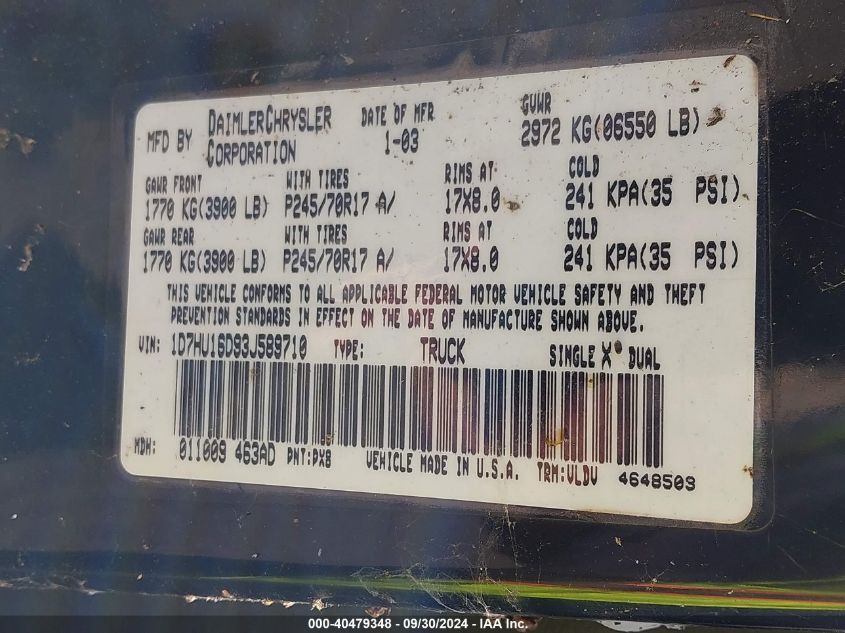 MFD BY DAIMLERCHRYSLER CORPORATION DATE OF MFR 1-03 GVWR 2972 KG(06550 LB)
GAWR FRONT WITH TIRES RIMS AT COLD
1770 KG(3900 LB) P245/70R17 A/ 17X8.0 241 KPA(35 PSI)
GAWR REAR WITH TIRES RIMS AT COLD
1770 KG(3900 LB) P245/70R17 A/ 17X8.0 241 KPA(35 PSI)
THIS VEHICLE CONFORMS TO ALL APPLICABLE FEDERAL MOTOR VEHICLE SAFETY AND THEFT
PREVENTION STANDARDS IN EFFECT ON THE DATE OF MANUFACTURE SHOWN ABOVE.
VIN: 1D7HU16D93J589710 TYPE: TRUCK SINGLE X DUAL
MDH: 011009 463AD PNT:PX8 VEHICLE MADE IN U.S.A. TRM:VLDV 4648503
000-40479348 - 09/30/2024 - IAA Inc.